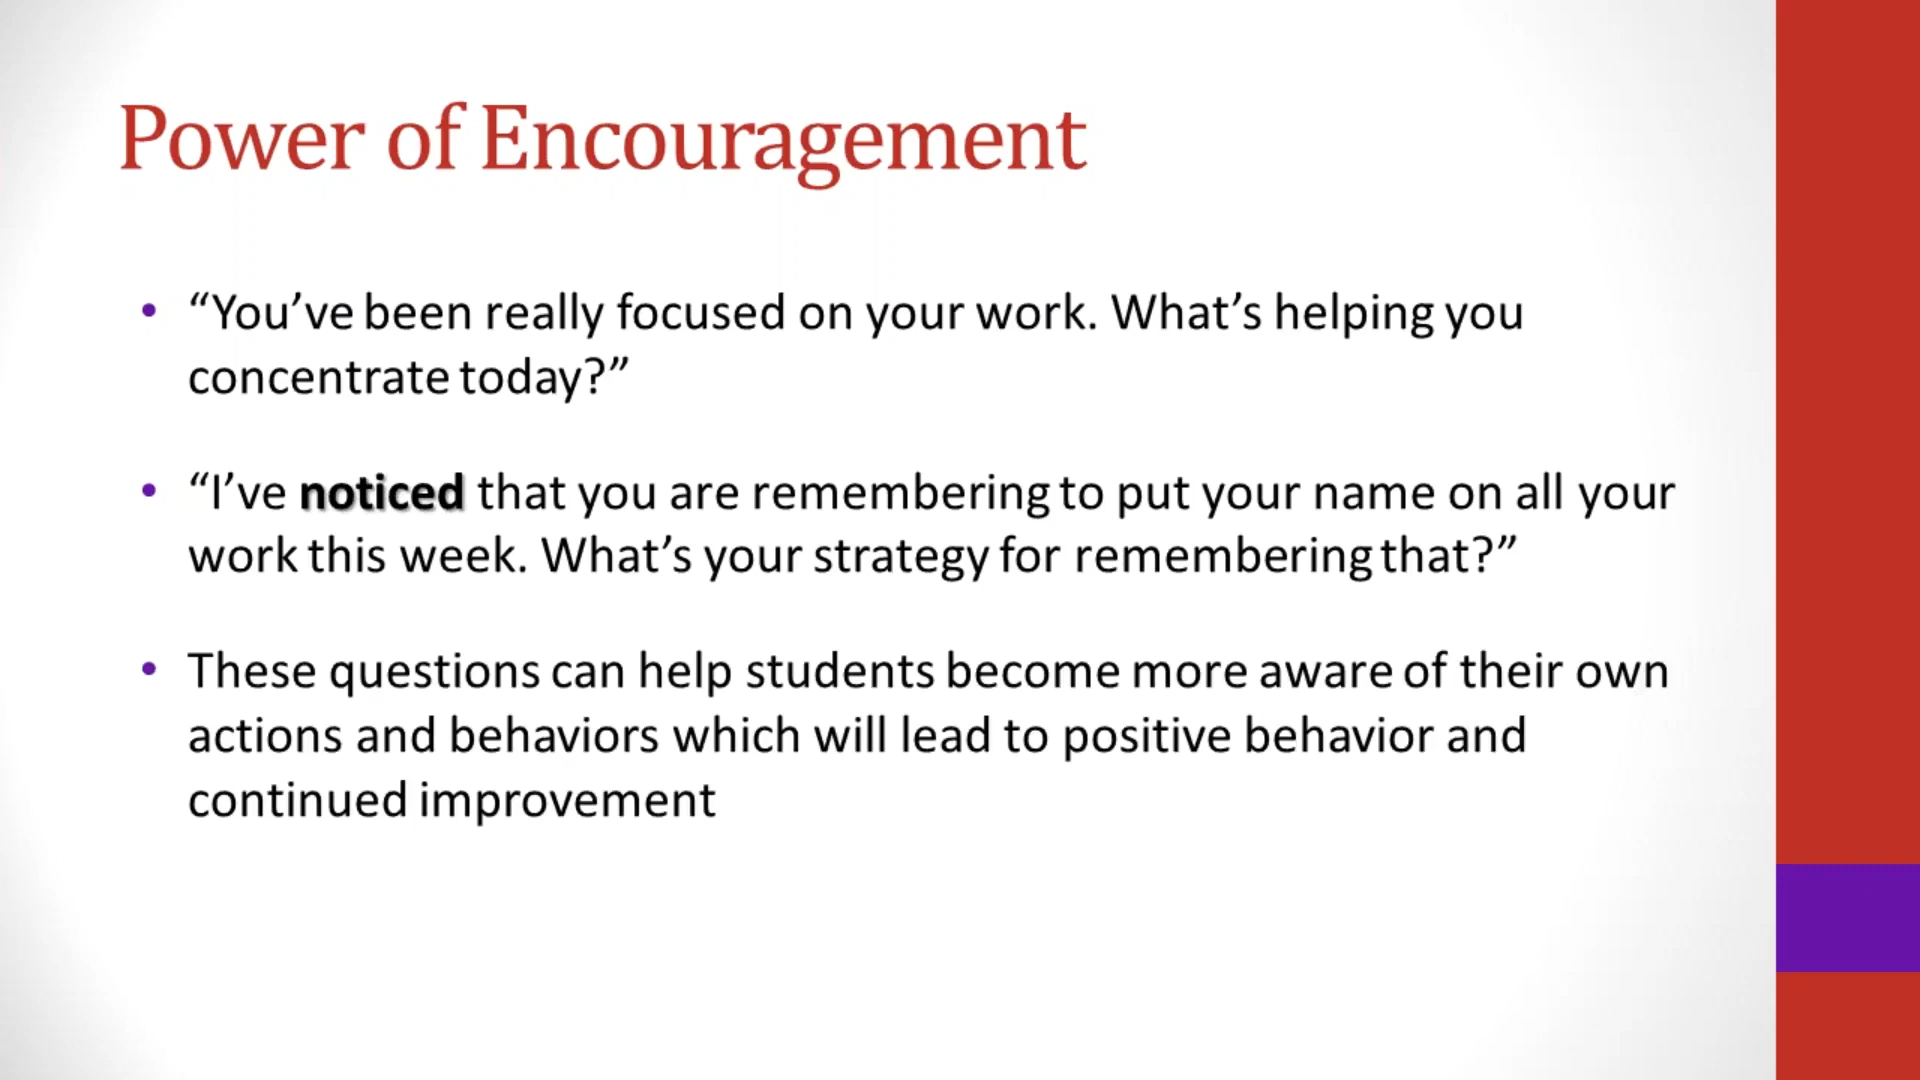 Power of Encouragement
• “You’ve been really focused on your work. What’s helping you
concentrate today?”
• “I’ve noticed that you are remembering to put your name on all your
work this week. What’s your strategy for remembering that?”
• These questions can help students become more aware of their own
actions and behaviors which will lead to positive behavior and
continued improvement